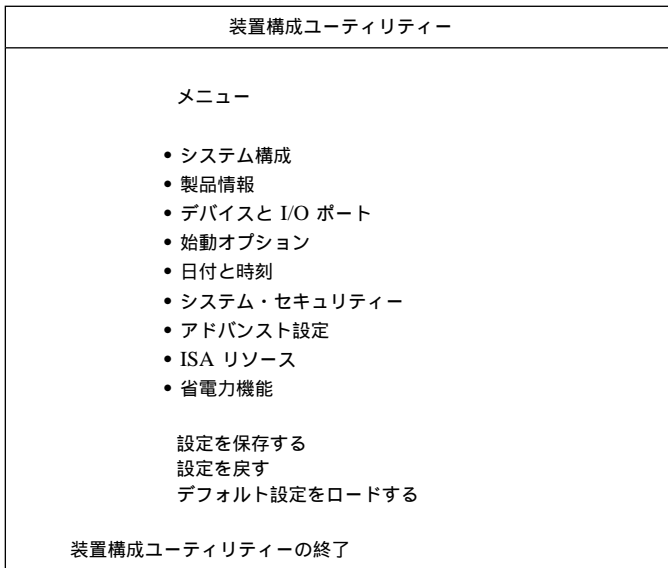 装置構成ユーティリティー
メニュー
• システム構成
• 製品情報
• デバイスと I/O ポート
• 始動オプション
• 日付と時刻
• システム・セキュリティー
• アドバンスト設定
• ISA リソース
• 省電力機能
設定を保存する
設定を戻す
デフォルト設定をロードする
装置構成ユーティリティーの終了